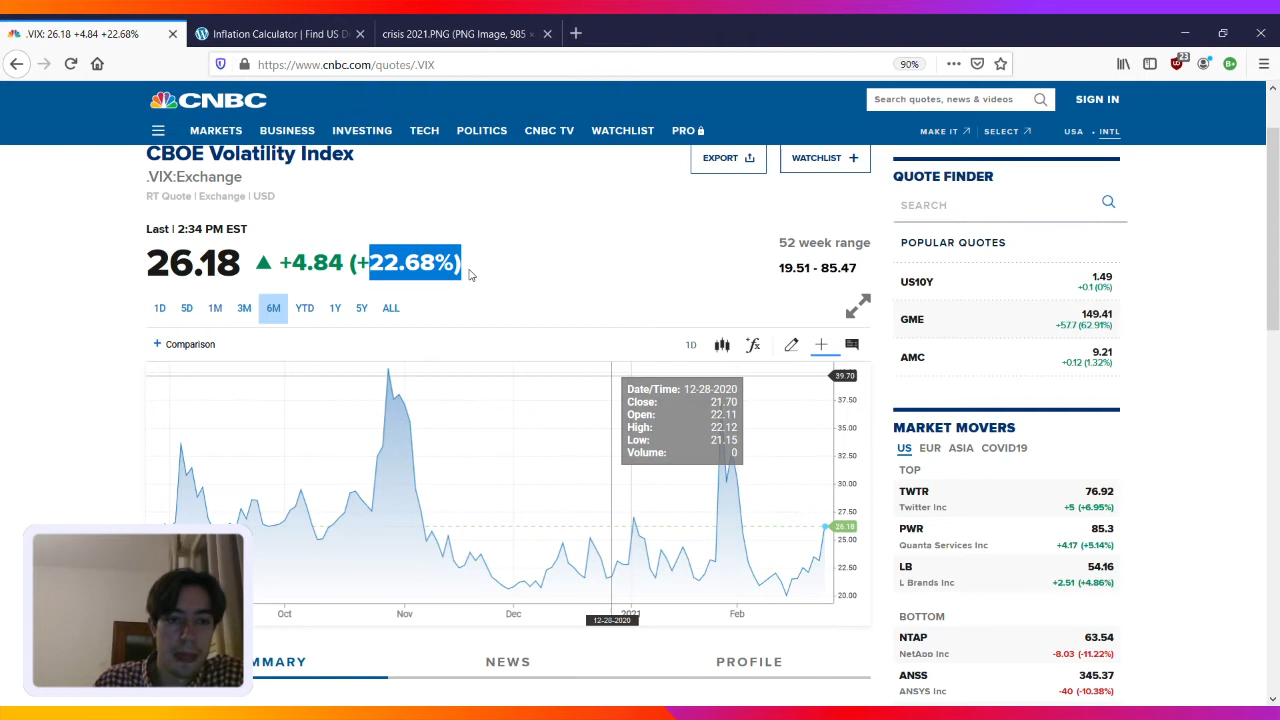 .VIX: 26.18 +4.84 +22.68%
Inflation Calculator | Find US D
crisis 2021.PNG (PNG Image, 985 ×
https://www.cnbc.com/quotes/.VIX
90%
23
B+
CNBC
Search quotes, news & videos
SIGN IN
MARKETS BUSINESS INVESTING TECH POLITICS CNBC TV WATCHLIST PRO
MAKE IT SELECT USA • INTL
CBOE Volatility Index
.VIX:Exchange
RT Quote | Exchange | USD
EXPORT
WATCHLIST +
Last | 2:34 PM EST
26.18 +4.84 (+22.68%)
52 week range
19.51 - 85.47
1D 5D 1M 3M 6M YTD 1Y 5Y ALL
+ Comparison
1D
Date/Time: 12-28-2020
Close: 21.70
Open: 22.11
High: 22.12
Low: 21.15
Volume: 0
39.70
37.50
35.00
32.50
30.00
27.50
26.18
25.00
22.50
20.00
Oct Nov Dec 2021 Feb
12-28-2020
MMARY NEWS PROFILE
QUOTE FINDER
SEARCH
POPULAR QUOTES
US10Y 1.49
+0.1 (0%)
GME 149.41
+57.7 (62.91%)
AMC 9.21
+0.12 (1.32%)
MARKET MOVERS
US EUR ASIA COVID19
TOP
TWTR 76.92
Twitter Inc +5 (+6.95%)
PWR 85.3
Quanta Services Inc +4.17 (+5.14%)
LB 54.16
L Brands Inc +2.51 (+4.86%)
BOTTOM
NTAP 63.54
NetApp Inc -8.03 (-11.22%)
ANSS 345.37
ANSYS Inc -40 (-10.38%)